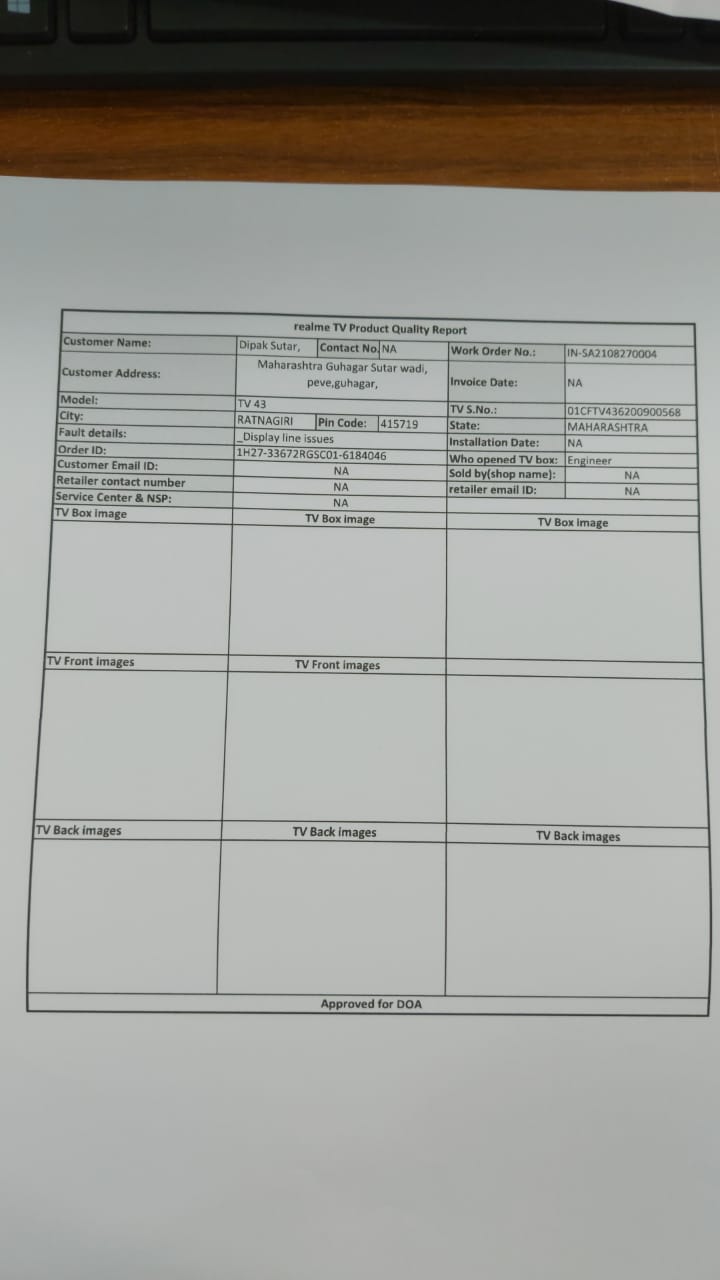 realme TV Product Quality Report
Customer Name: Dipak Sutar, Contact No. NA Work Order No.: IN-SA2108270004
Customer Address: Maharashtra Guhagar Sutar wadi, peve,guhagar, Invoice Date: NA
Model: TV 43 TV S.No.: 01CFTV436200900568
City: RATNAGIRI Pin Code: 415719 State: MAHARASHTRA
Fault details: _Display line issues Installation Date: NA
Order ID: 1H27-33672RGSC01-6184046 Who opened TV box: Engineer
Customer Email ID: NA Sold by(shop name): NA
Retailer contact number NA retailer email ID: NA
Service Center & NSP: NA
TV Box image TV Box image TV Box image
TV Front images TV Front images
TV Back images TV Back images TV Back images
Approved for DOA